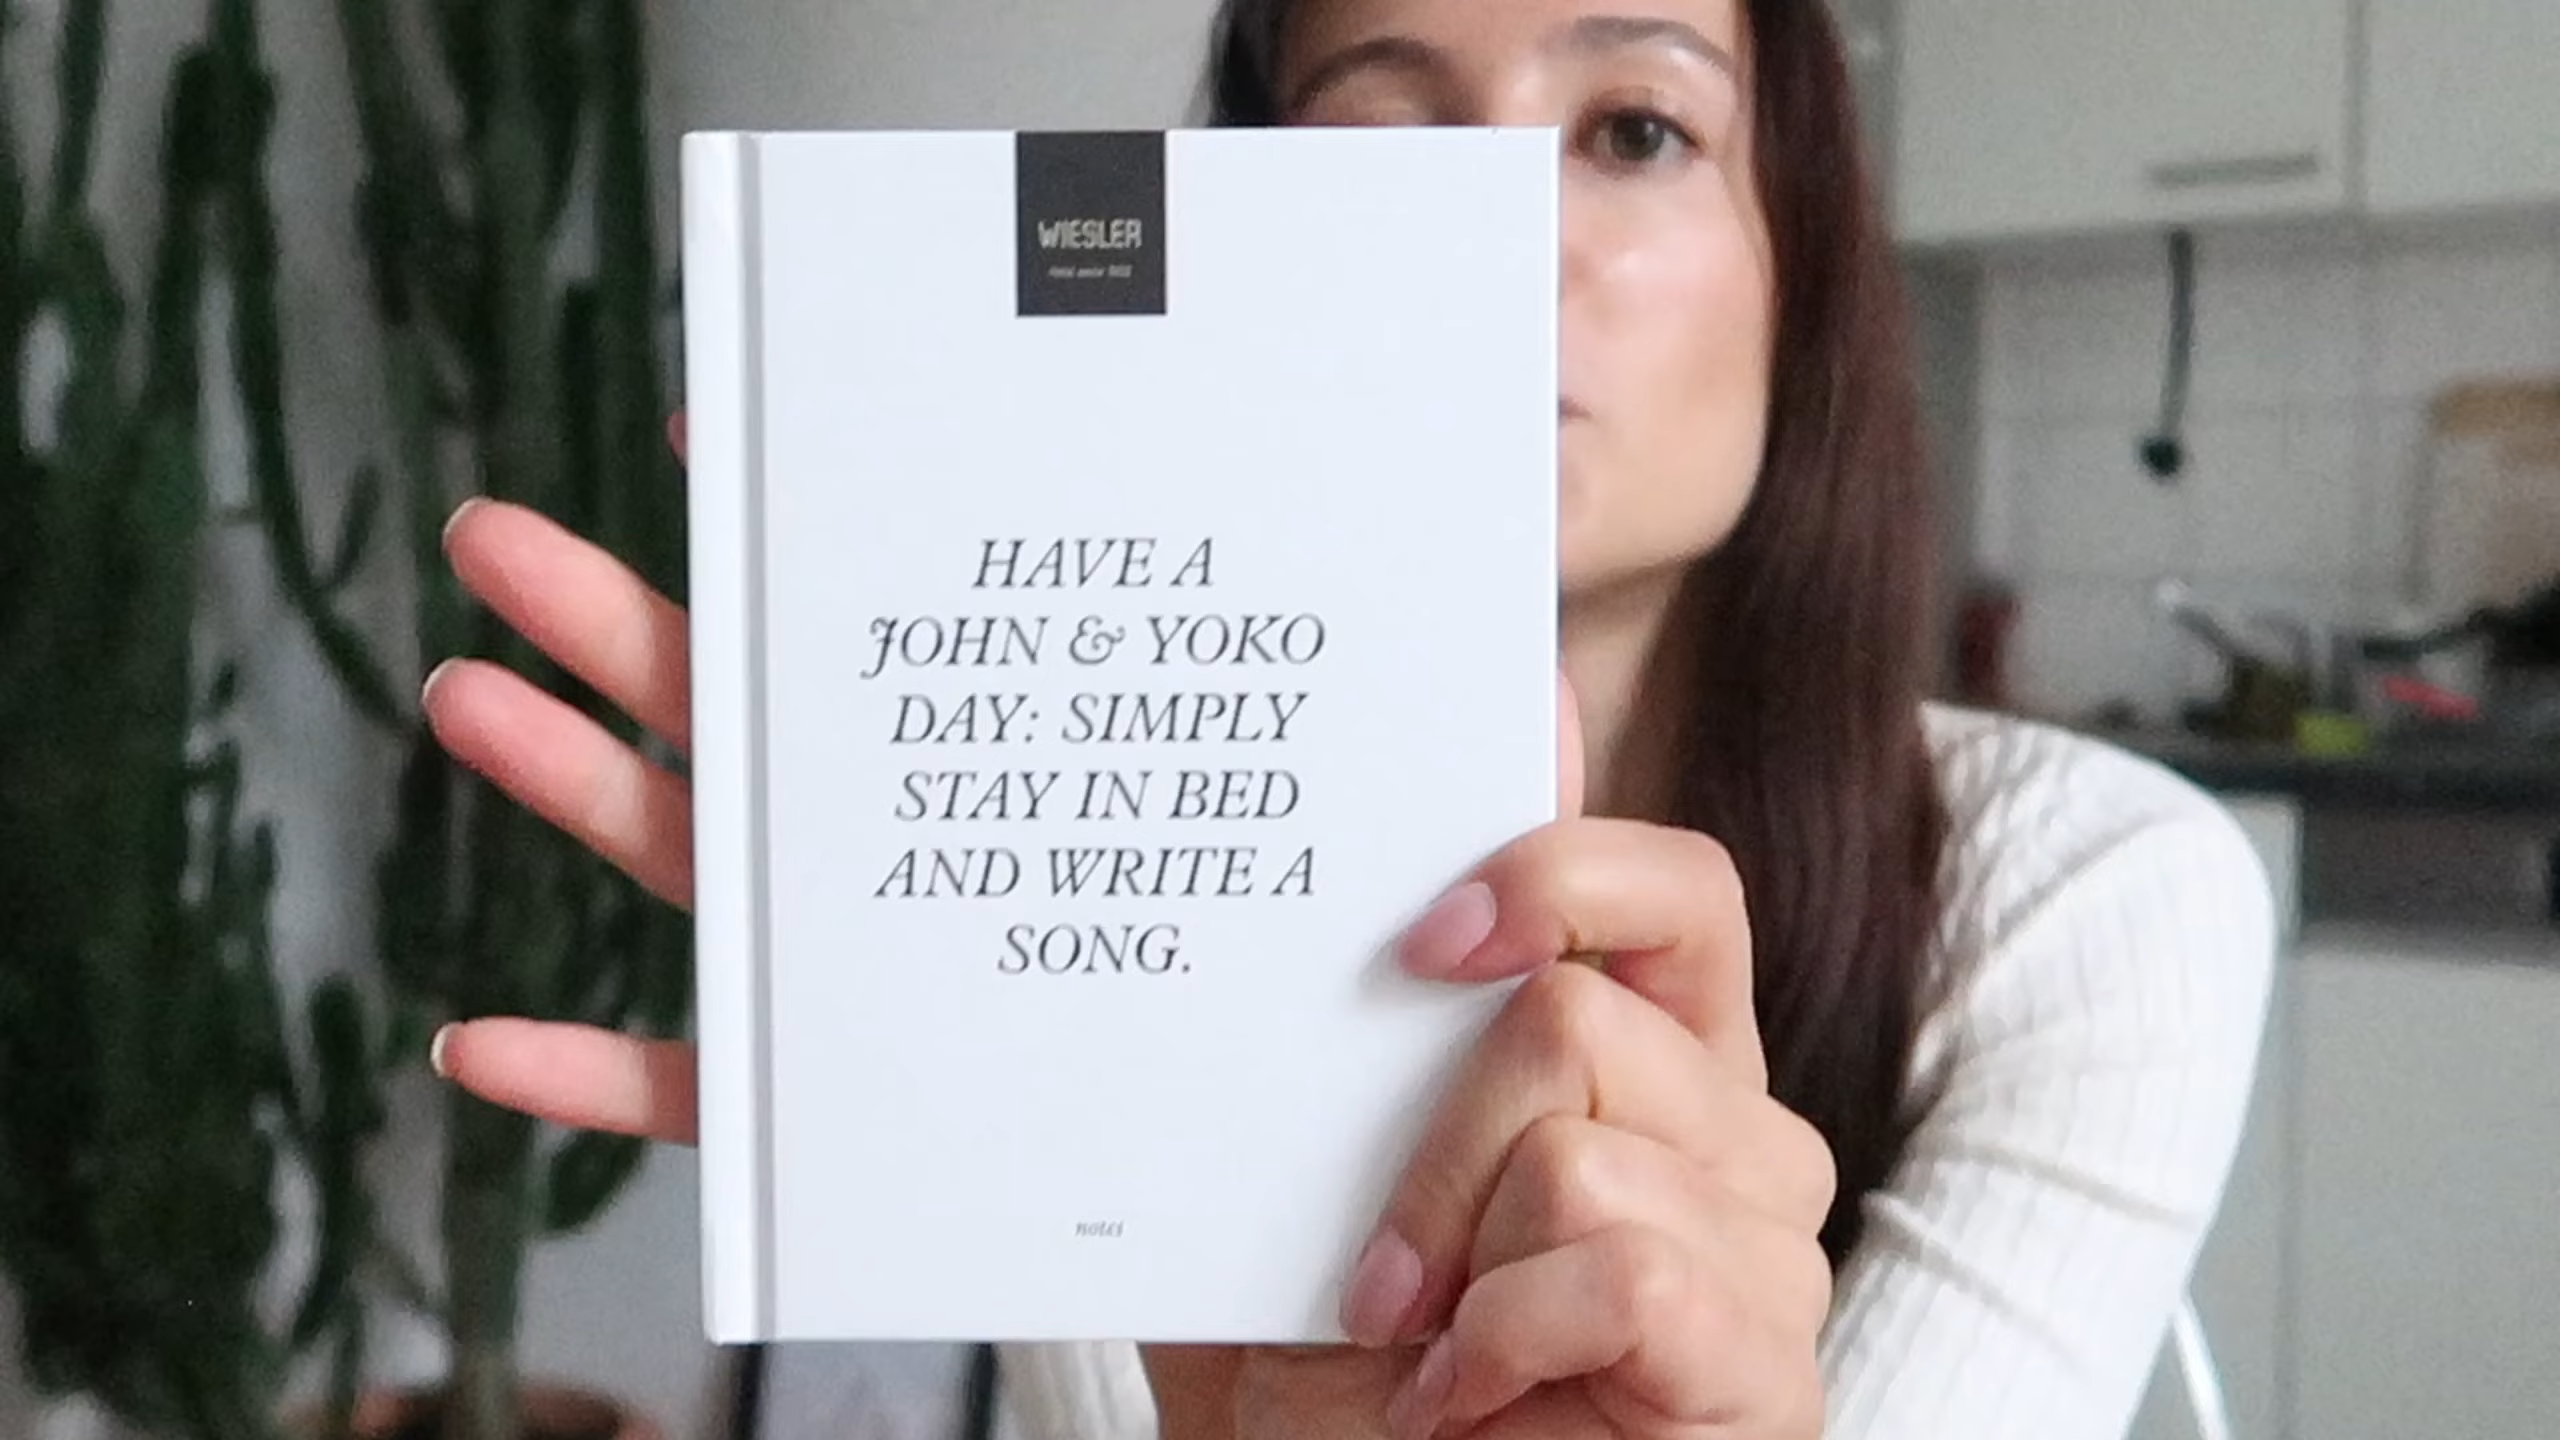 WIESLER
HAVE A
JOHN & YOKO
DAY: SIMPLY
STAY IN BED
AND WRITE A
SONG.
notes